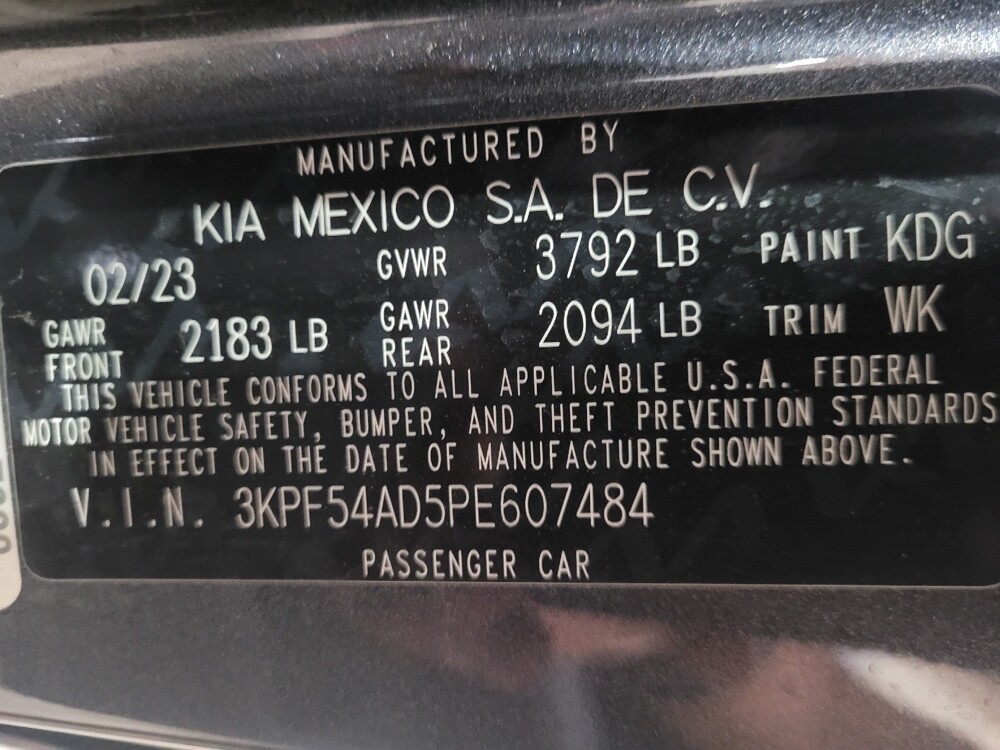 MANUFACTURED BY
KIA MEXICO S.A. DE C.V.
02/23 GVWR 3792 LB PAINT KDG
GAWR FRONT 2183 LB GAWR REAR 2094 LB TRIM WK
THIS VEHICLE CONFORMS TO ALL APPLICABLE U.S.A. FEDERAL
MOTOR VEHICLE SAFETY, BUMPER, AND THEFT PREVENTION STANDARDS
IN EFFECT ON THE DATE OF MANUFACTURE SHOWN ABOVE.
V.I.N. 3KPF54AD5PE607484
PASSENGER CAR